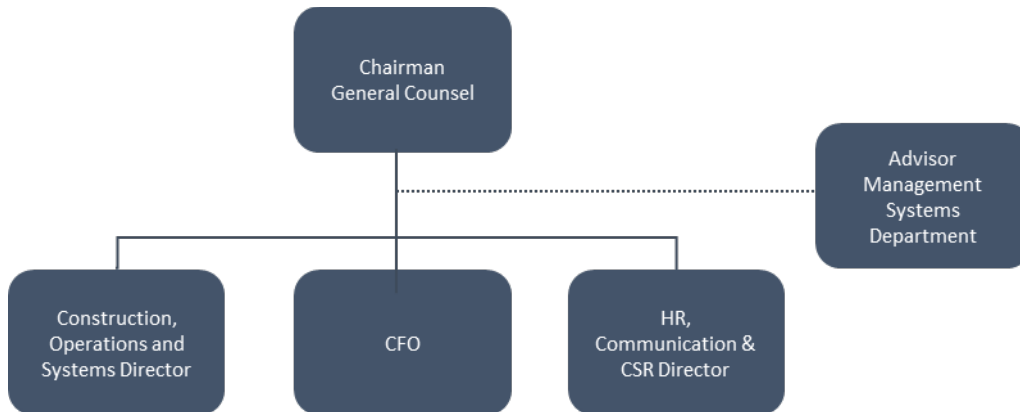 Chairman
General Counsel
Advisor
Management
Systems
Department
Construction,
Operations and
Systems Director
CFO
HR,
Communication &
CSR Director